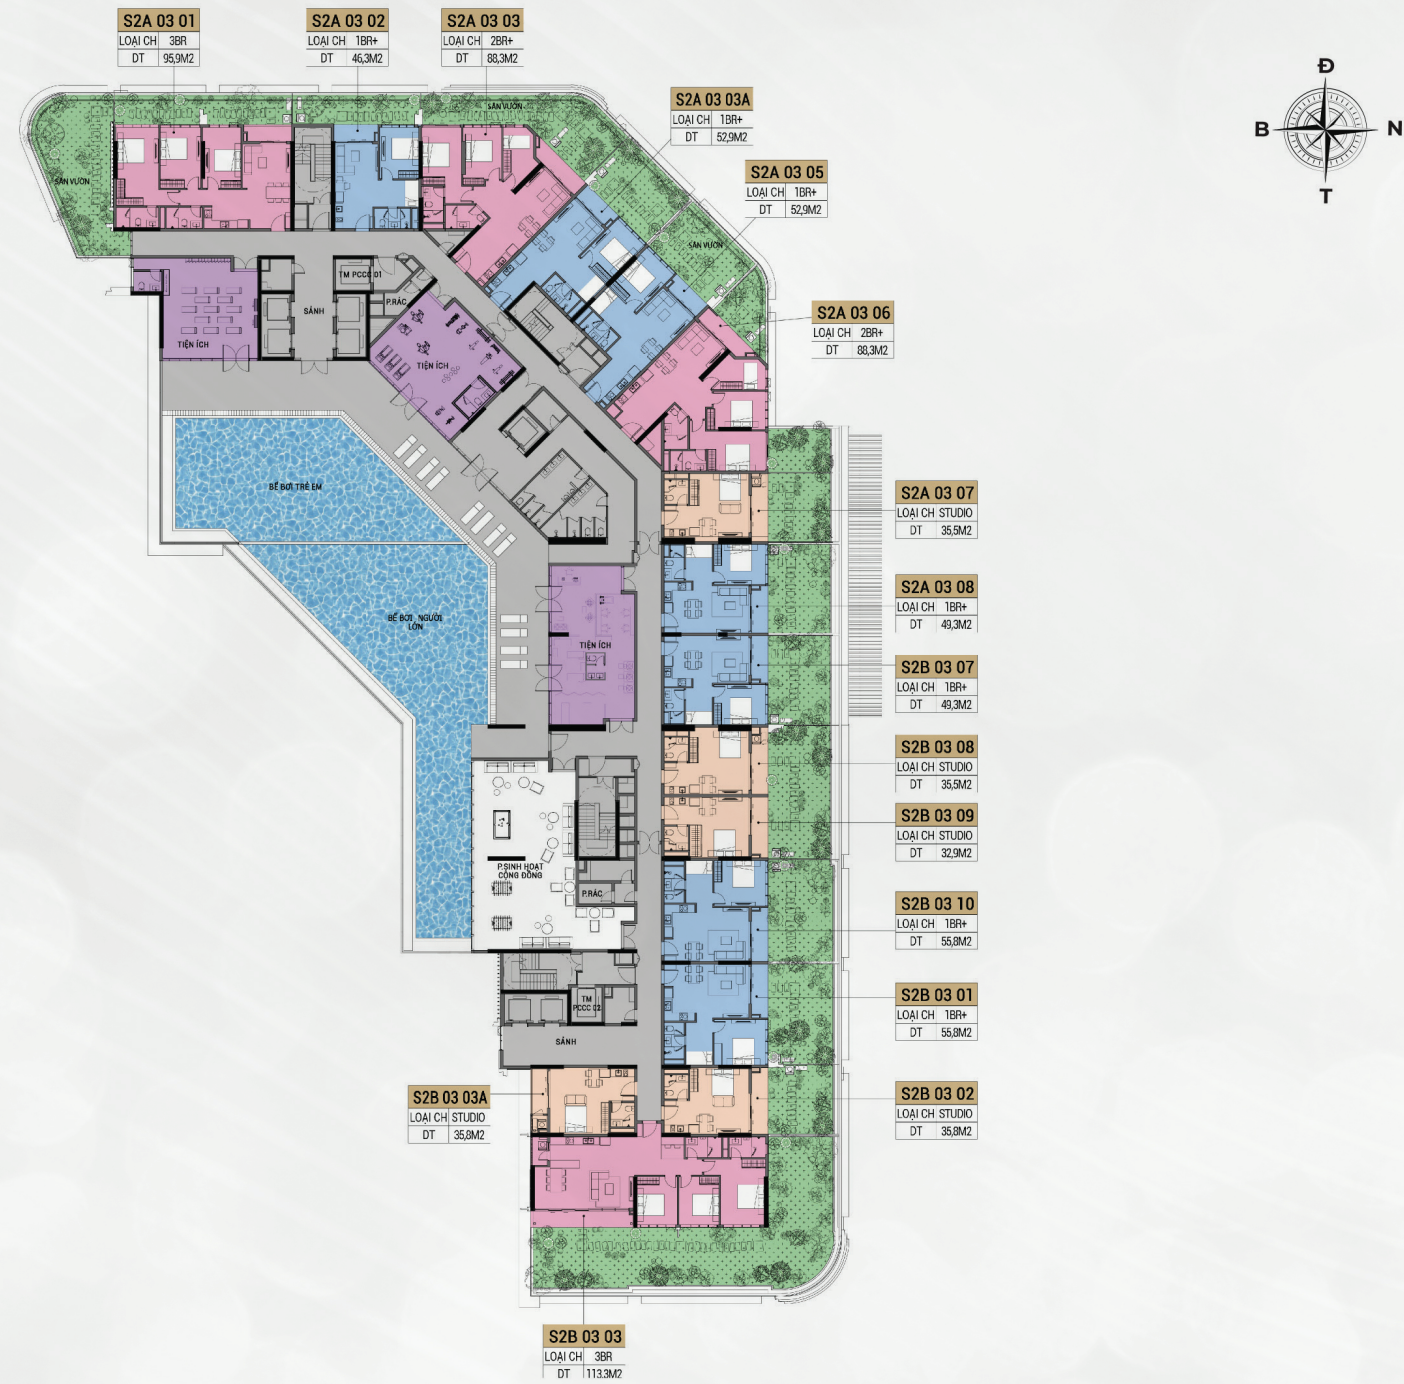 S2A 03 01
LOẠI CH 3BR
DT 95,9M2
S2A 03 02
LOẠI CH 1BR+
DT 46,3M2
S2A 03 03
LOẠI CH 2BR+
DT 88,3M2
S2A 03 03A
LOẠI CH 1BR+
DT 52,9M2
S2A 03 05
LOẠI CH 1BR+
DT 52,9M2
S2A 03 06
LOẠI CH 2BR+
DT 88,3M2
S2A 03 07
LOẠI CH STUDIO
DT 35,5M2
S2A 03 08
LOẠI CH 1BR+
DT 49,3M2
S2B 03 07
LOẠI CH 1BR+
DT 49,3M2
S2B 03 08
LOẠI CH STUDIO
DT 35,5M2
S2B 03 09
LOẠI CH STUDIO
DT 32,9M2
S2B 03 10
LOẠI CH 1BR+
DT 55,8M2
S2B 03 01
LOẠI CH 1BR+
DT 55,8M2
S2B 03 02
LOẠI CH STUDIO
DT 35,8M2
S2B 03 03A
LOẠI CH STUDIO
DT 35,8M2
S2B 03 03
LOẠI CH 3BR
DT 113.3M2
Đ
B
N
T
SÂN VƯỜN
SÂN VƯỜN
SÂN VƯỜN
TM PCCC 01
P.RÁC
SẢNH
TIỆN ÍCH
TIỆN ÍCH
BỂ BƠI TRẺ EM
BỂ BƠI NGƯỜI
LỚN
TIỆN ÍCH
P.SINH HOẠT
CỘNG ĐỒNG
P.RÁC
TM
PCCC 02
SẢNH